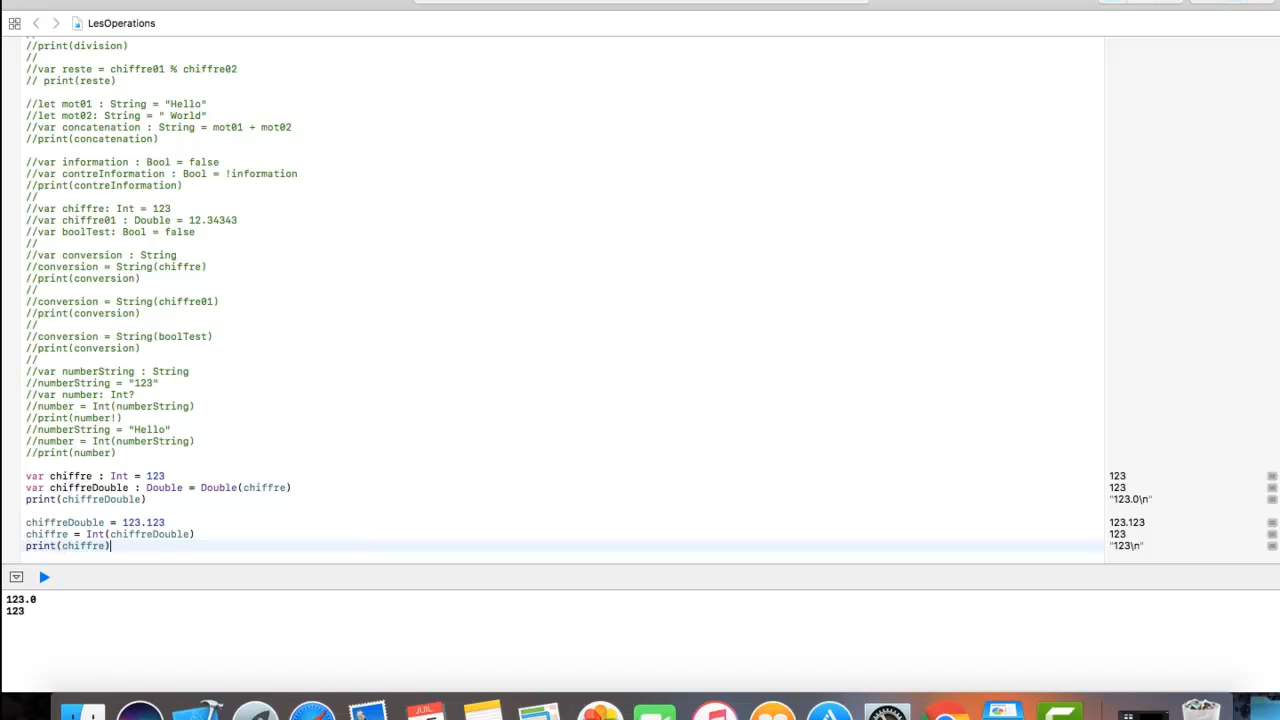 LesOperations
//print(division)
//
//var reste = chiffre01 % chiffre02
// print(reste)
//let mot01 : String = "Hello"
//let mot02: String = " World"
//var concatenation : String = mot01 + mot02
//print(concatenation)
//var information : Bool = false
//var contreInformation : Bool = !information
//print(contreInformation)
//
//var chiffre: Int = 123
//var chiffre01 : Double = 12.34343
//var boolTest: Bool = false
//
//var conversion : String
//conversion = String(chiffre)
//print(conversion)
//
//conversion = String(chiffre01)
//print(conversion)
//
//conversion = String(boolTest)
//print(conversion)
//
//var numberString : String
//numberString = "123"
//var number: Int?
//number = Int(numberString)
//print(number!)
//numberString = "Hello"
//number = Int(numberString)
//print(number)
var chiffre : Int = 123 123
var chiffreDouble : Double = Double(chiffre) 123
print(chiffreDouble) "123.0\n"
chiffreDouble = 123.123 123.123
chiffre = Int(chiffreDouble) 123
print(chiffre) "123\n"
123.0
123
JUIL